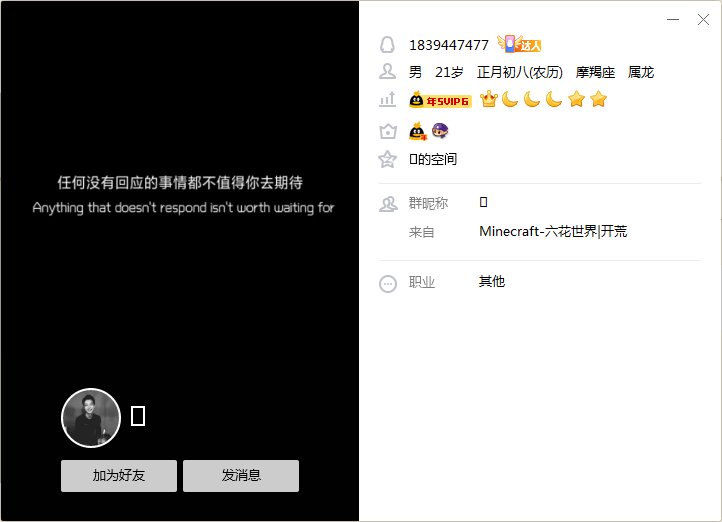 任何没有回应的事情都不值得你去期待
Anything that doesn't respond isn't worth waiting for
加为好友
发消息
1839447477 达人
男 21岁 正月初八(农历) 摩羯座 属龙
年SVIP6
年
的空间
群昵称
来自 Minecraft-六花世界|开荒
职业 其他